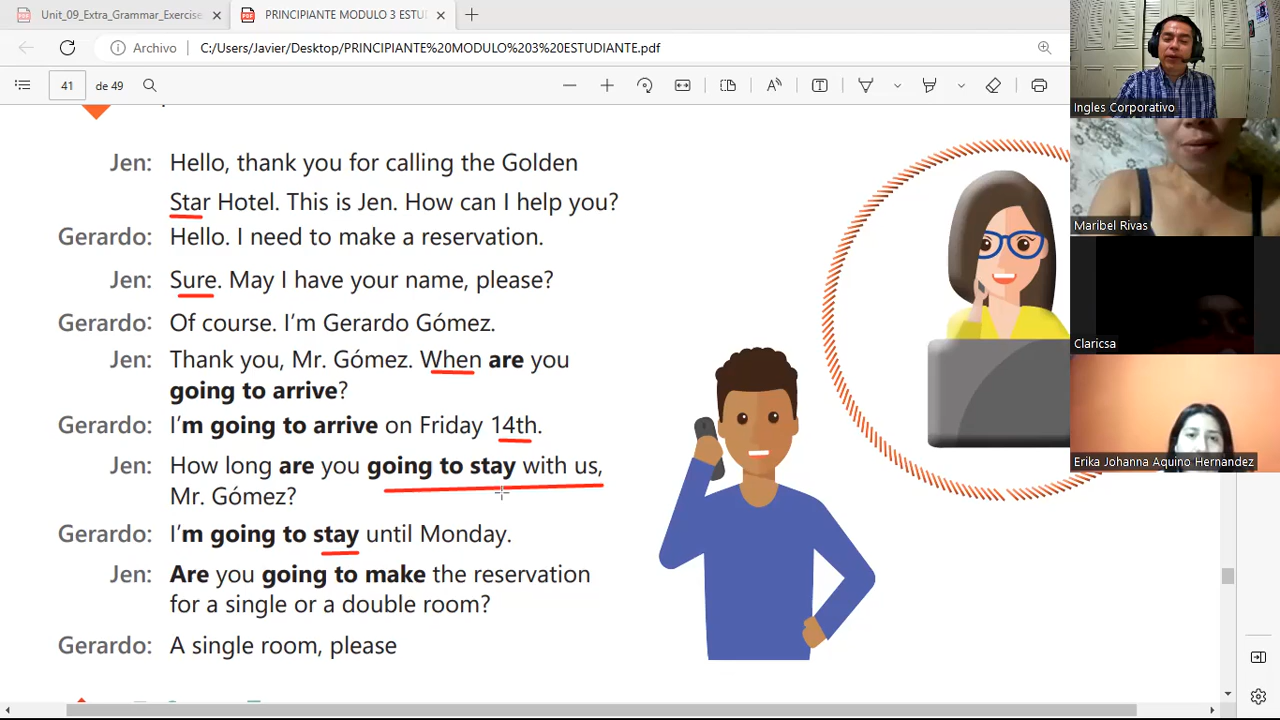 Unit_09_Extra_Grammar_Exercise
PRINCIPIANTE MODULO 3 ESTU
Archivo
C:/Users/Javier/Desktop/PRINCIPIANTE%20MODULO%203%20ESTUDIANTE.pdf
41 de 49
Jen: Hello, thank you for calling the Golden
Star Hotel. This is Jen. How can I help you?
Gerardo: Hello. I need to make a reservation.
Jen: Sure. May I have your name, please?
Gerardo: Of course. I'm Gerardo Gómez.
Jen: Thank you, Mr. Gómez. When are you
going to arrive?
Gerardo: I'm going to arrive on Friday 14th.
Jen: How long are you going to stay with us,
Mr. Gómez?
Gerardo: I'm going to stay until Monday.
Jen: Are you going to make the reservation
for a single or a double room?
Gerardo: A single room, please
Ingles Corporativo
Maribel Rivas
Claricsa
Erika Johanna Aquino Hernandez